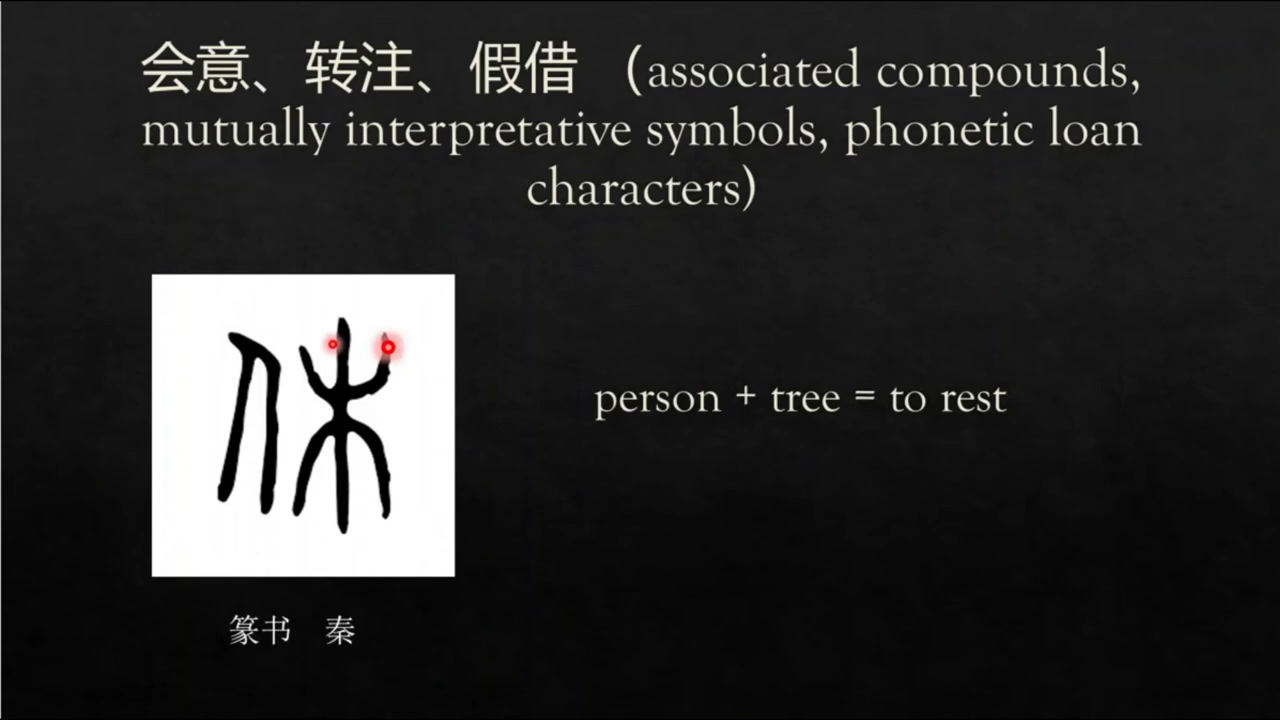 会意、转注、假借 （associated compounds,
mutually interpretative symbols, phonetic loan
characters)
休
person + tree = to rest
篆书 秦